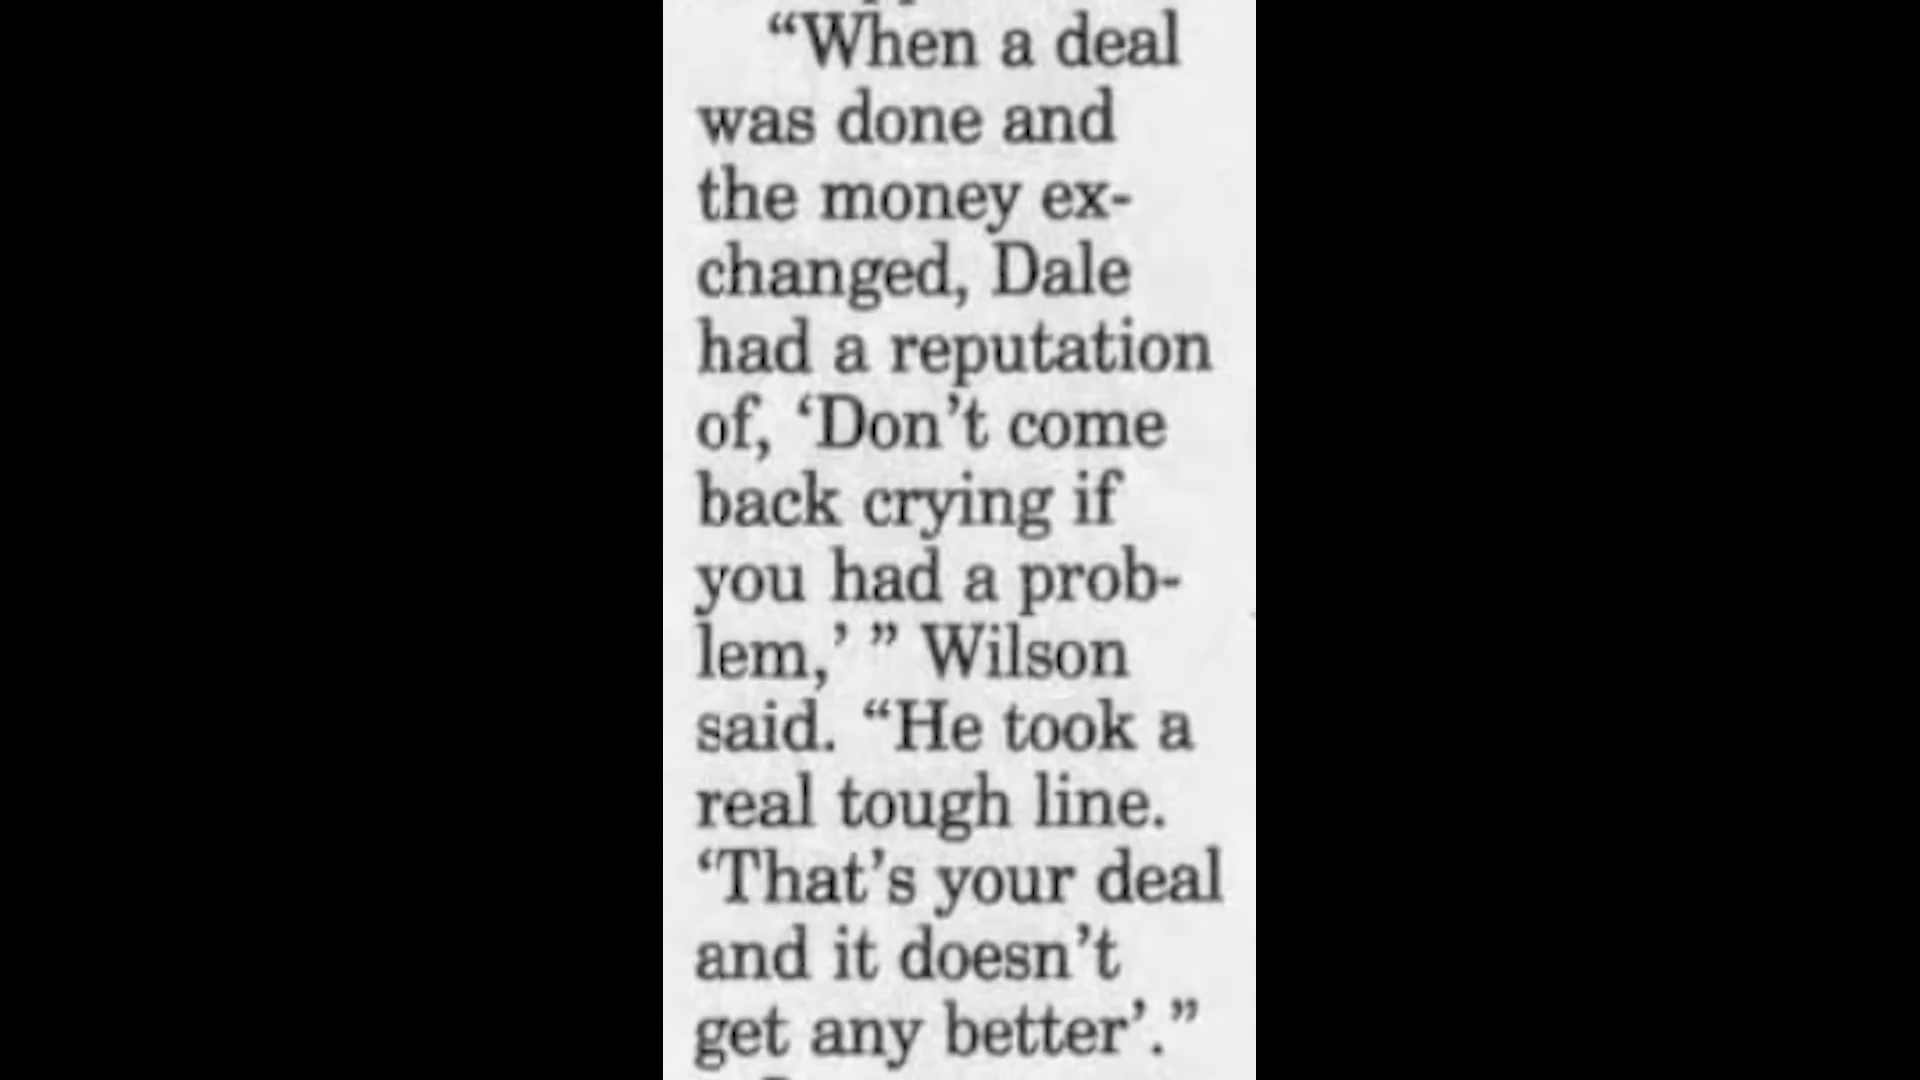 “When a deal
was done and
the money ex-
changed, Dale
had a reputation
of, ‘Don’t come
back crying if
you had a prob-
lem,’ ” Wilson
said. “He took a
real tough line.
‘That’s your deal
and it doesn’t
get any better’.”